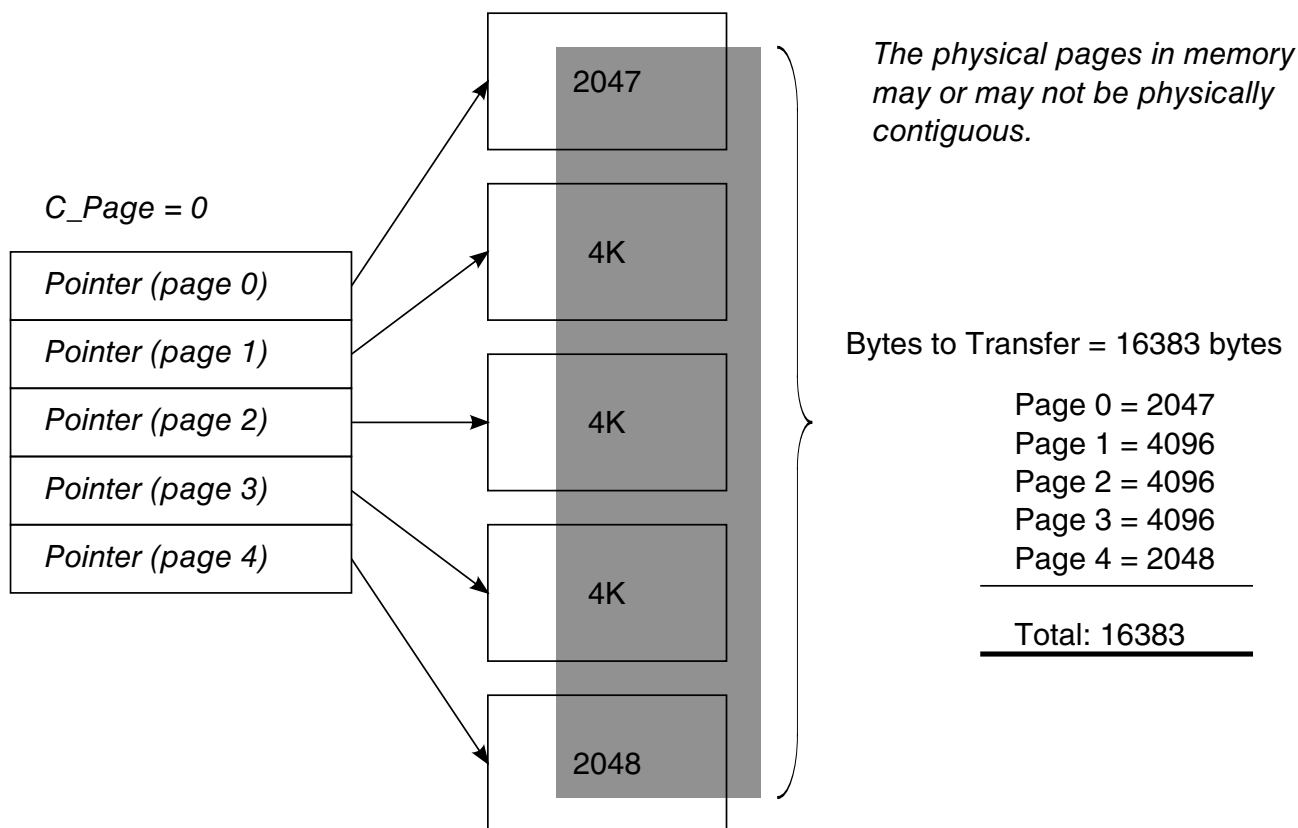 2047
The physical pages in memory
may or may not be physically
contiguous.
C_Page = 0
4K
Pointer (page 0)
Pointer (page 1)
Bytes to Transfer = 16383 bytes
Pointer (page 2)
4K
Page 0 = 2047
Page 1 = 4096
Page 2 = 4096
Page 3 = 4096
Page 4 = 2048
Pointer (page 3)
Pointer (page 4)
4K
Total: 16383
2048